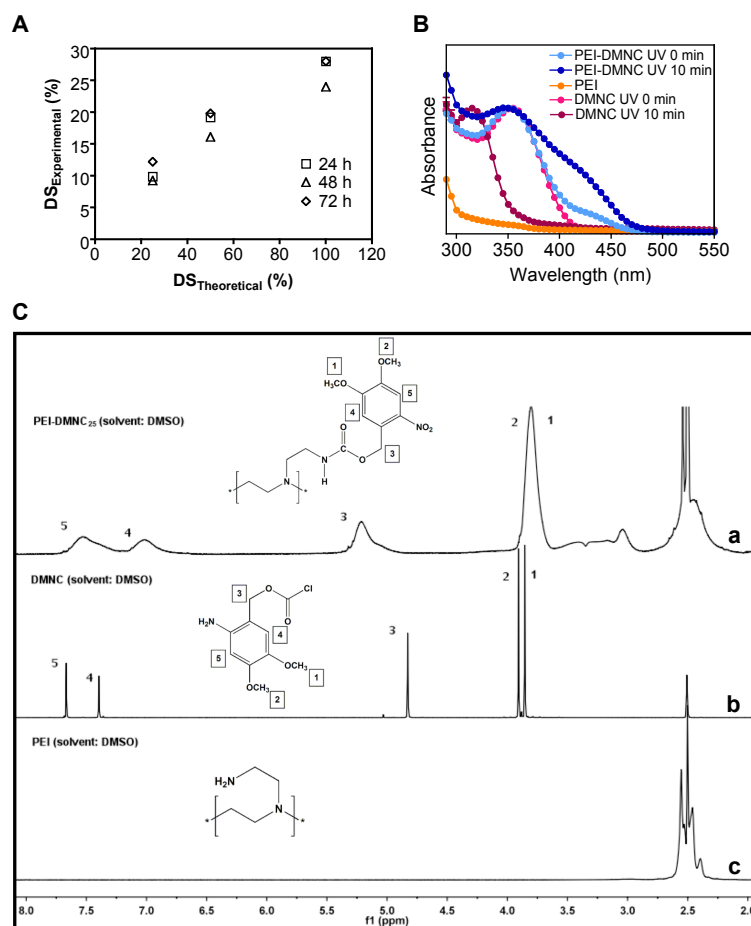 A
DS Experimental (%)
30
25
20
15
10
5
0
0 20 40 60 80 100 120
DS Theoretical (%)
24 h
48 h
72 h
B
Absorbance
PEI-DMNC UV 0 min
PEI-DMNC UV 10 min
PEI
DMNC UV 0 min
DMNC UV 10 min
300 350 400 450 500 550
Wavelength (nm)
C
PEI-DMNC25 (solvent: DMSO)
2
1
OCH3
H3CO
5
4
NO2
O
O
3
N
N
H
* *
5
4
3
2
1
a
DMNC (solvent: DMSO)
3
O
Cl
O
H2N
4
5
OCH3
1
OCH3
2
5
4
3
2
1
b
PEI (solvent: DMSO)
H2N
N
* *
c
8.0 7.5 7.0 6.5 6.0 5.5 5.0 4.5 4.0 3.5 3.0 2.5 2.0
f1 (ppm)